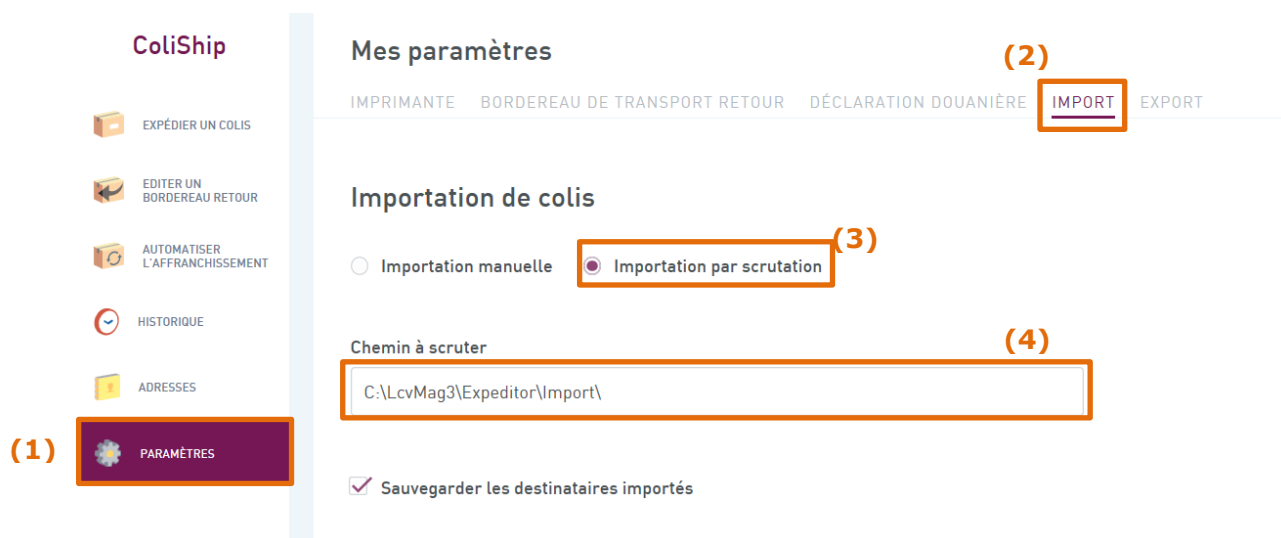 ColiShip
EXPÉDIER UN COLIS
EDITER UN
BORDEREAU RETOUR
AUTOMATISER
L'AFFRANCHISSEMENT
HISTORIQUE
ADRESSES
(1)
PARAMÈTRES
Mes paramètres
(2)
IMPRIMANTE BORDEREAU DE TRANSPORT RETOUR DÉCLARATION DOUANIÈRE IMPORT EXPORT
Importation de colis
(3)
Importation manuelle Importation par scrutation
(4)
Chemin à scruter
C:\LcvMag3\Expeditor\Import\
Sauvegarder les destinataires importés